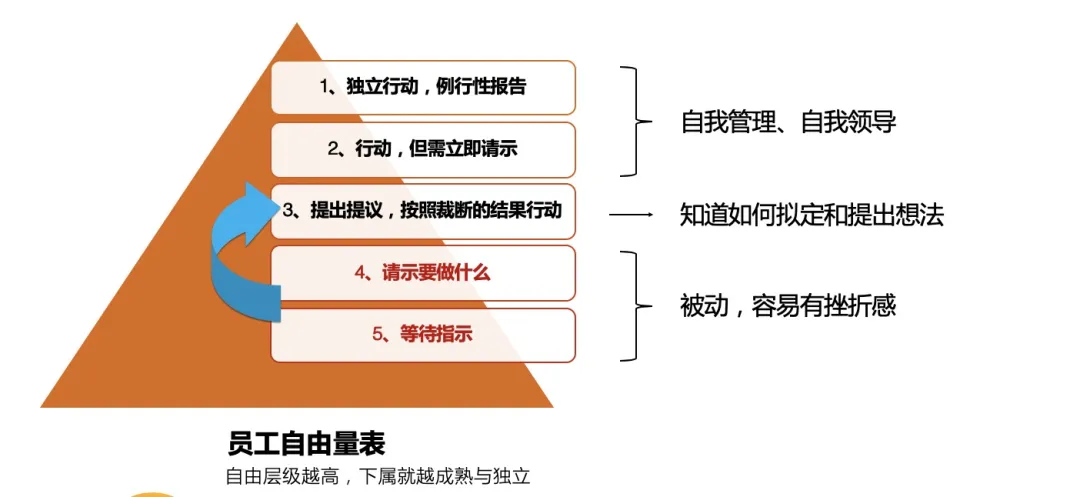 1、独立行动，例行性报告
2、行动，但需立即请示
自我管理、自我领导
3、提出提议，按照裁断的结果行动
知道如何拟定和提出想法
4、请示要做什么
5、等待指示
被动，容易有挫折感
员工自由量表
自由层级越高，下属就越成熟与独立